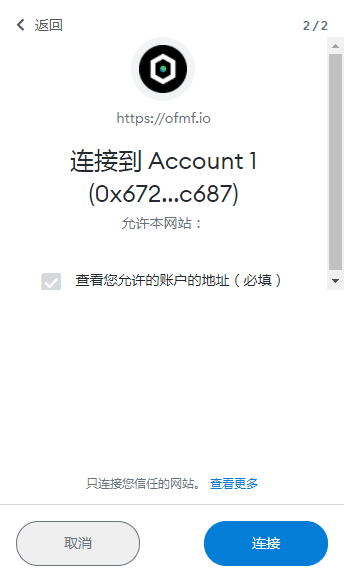 返回
2 / 2
https://ofmf.io
连接到 Account 1
(0x672...c687)
允许本网站：
查看您允许的账户的地址（必填）
只连接您信任的网站。 查看更多
取消
连接